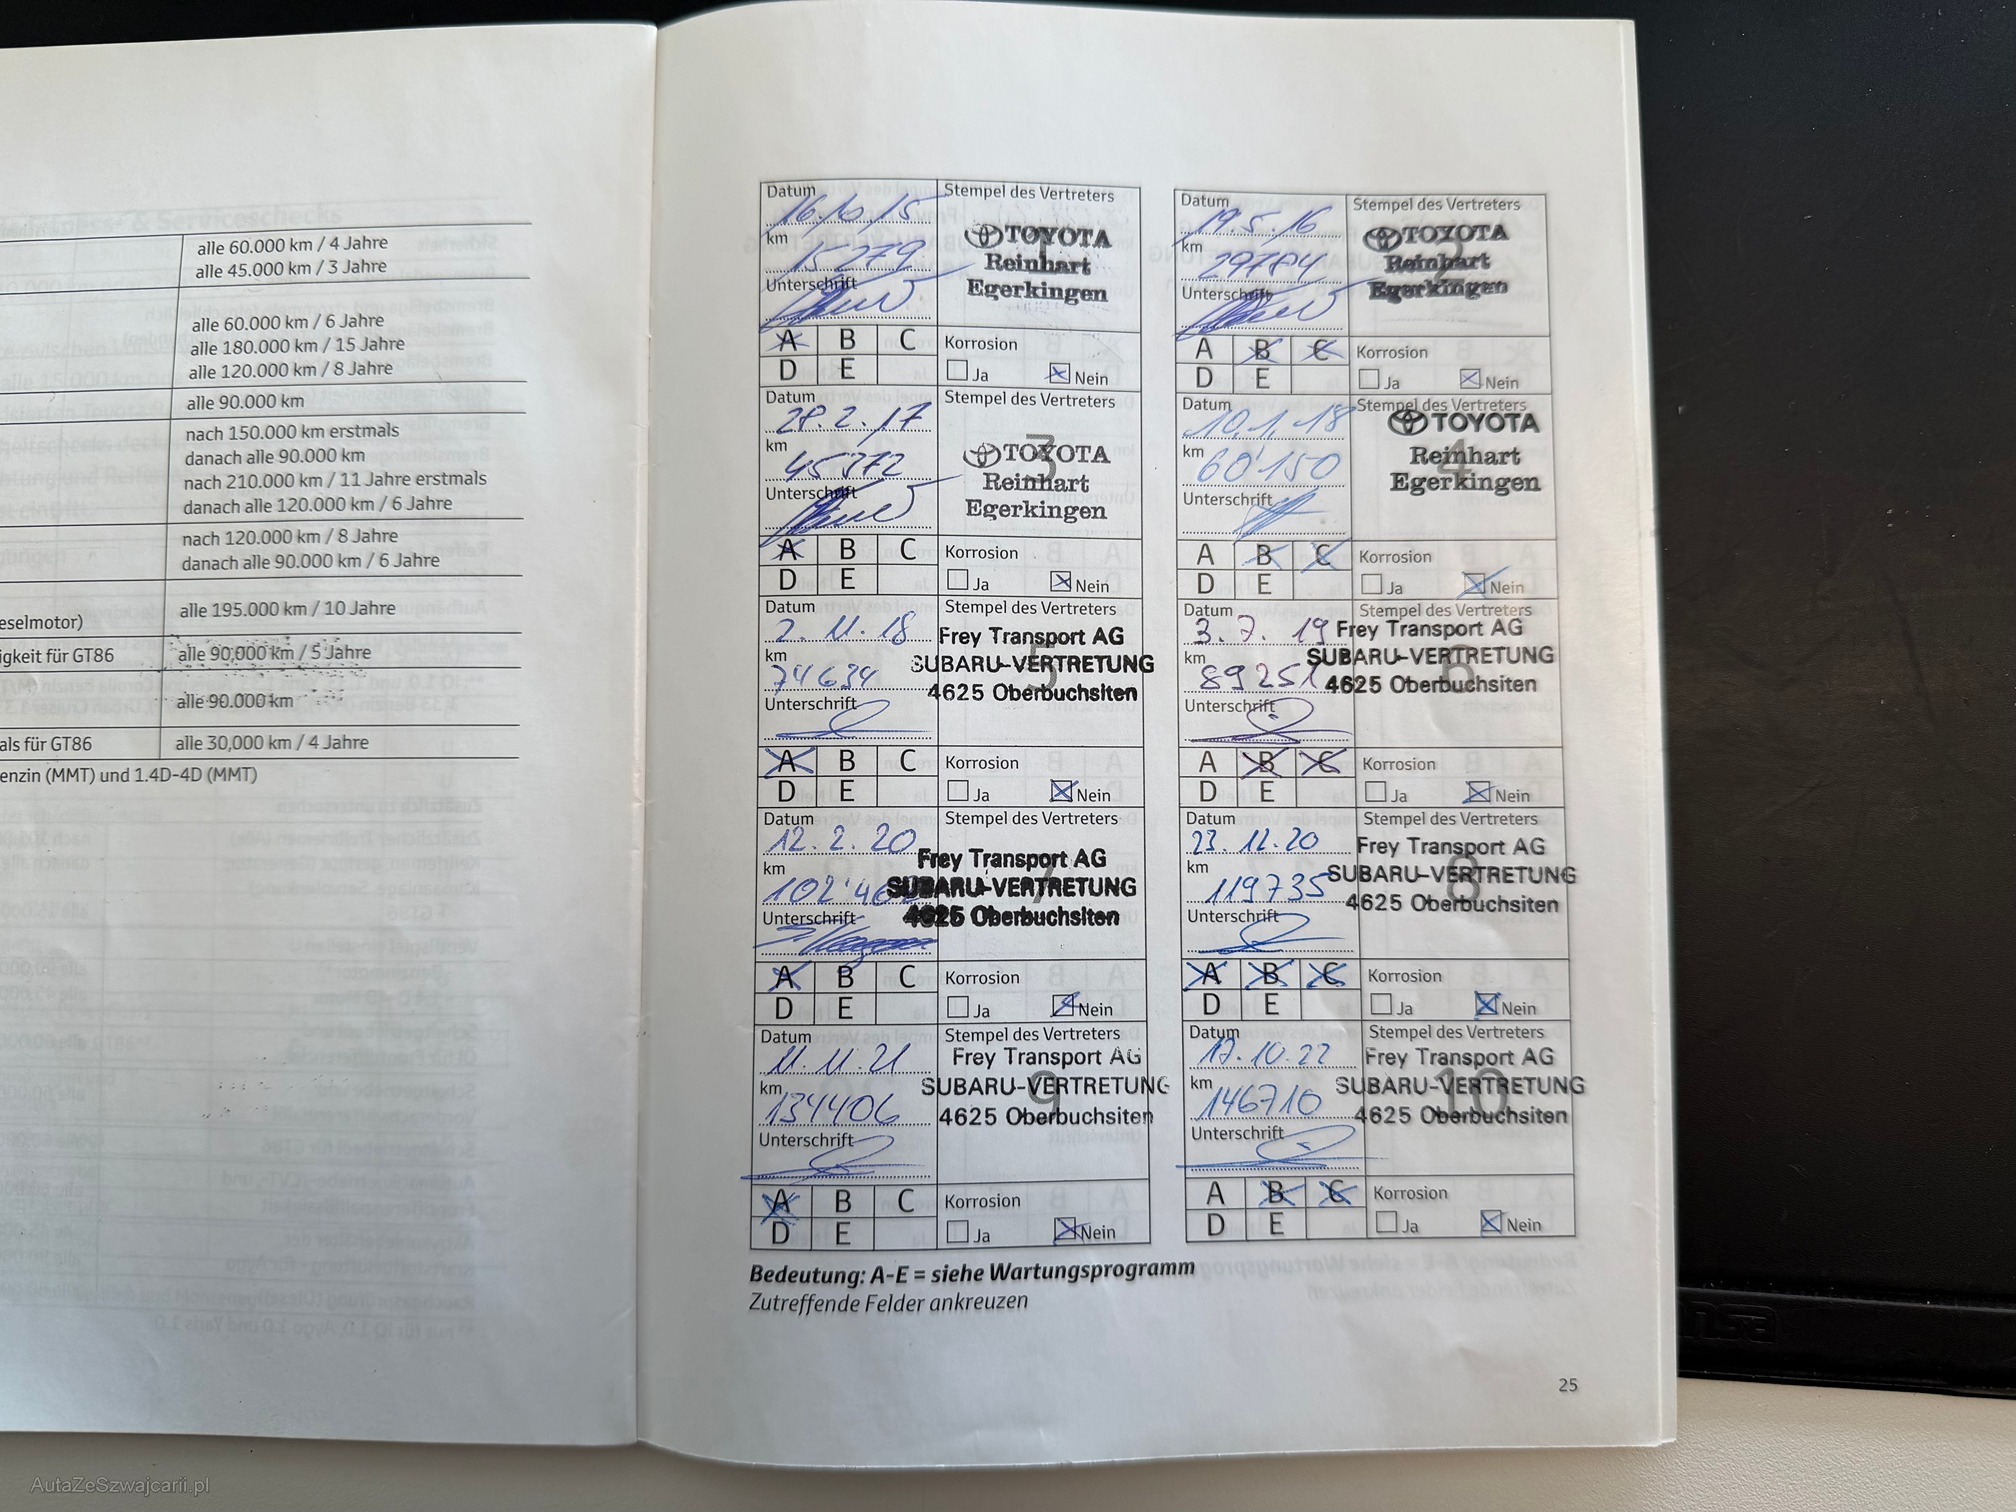 alle 60.000 km / 4 Jahre
alle 45.000 km / 3 Jahre
alle 60.000 km / 6 Jahre
alle 180.000 km / 15 Jahre
alle 120.000 km / 8 Jahre
alle 90.000 km
nach 150.000 km erstmals
danach alle 90.000 km
nach 210.000 km / 11 Jahre erstmals
danach alle 120.000 km / 6 Jahre
nach 120.000 km / 8 Jahre
danach alle 90.000 km / 6 Jahre
eselmotor) alle 195.000 km / 10 Jahre
igkeit für GT86 alle 90,000 km / 5 Jahre
alle 90.000 km
als für GT86 alle 30,000 km / 4 Jahre
enzin (MMT) und 1.4D-4D (MMT)
Datum Stempel des Vertreters
16.10.15
km
15279
TOYOTA
1
Reinhart
Egerkingen
Unterschrift
A B C Korrosion
D E Ja Nein
Datum Stempel des Vertreters
19.5.16
km
29784
TOYOTA
2
Reinhart
Egerkingen
Unterschrift
A B C Korrosion
D E Ja Nein
Datum Stempel des Vertreters
28.2.17
km
45372
TOYOTA
3
Reinhart
Egerkingen
Unterschrift
A B C Korrosion
D E Ja Nein
Datum Stempel des Vertreters
10.1.18
km
60'150
TOYOTA
4
Reinhart
Egerkingen
Unterschrift
A B C Korrosion
D E Ja Nein
Datum Stempel des Vertreters
2.11.18
km
74634
Frey Transport AG
SUBARU-VERTRETUNG
5
4625 Oberbuchsiten
Unterschrift
A B C Korrosion
D E Ja Nein
Datum Stempel des Vertreters
3.7.19
km
89251
Frey Transport AG
SUBARU-VERTRETUNG
6
4625 Oberbuchsiten
Unterschrift
A B C Korrosion
D E Ja Nein
Datum Stempel des Vertreters
12.2.20
km
Frey Transport AG
SUBARU-VERTRETUNG
7
4625 Oberbuchsiten
Unterschrift
A B C Korrosion
D E Ja Nein
Datum Stempel des Vertreters
23.12.20
km
119735
Frey Transport AG
SUBARU-VERTRETUNG
8
4625 Oberbuchsiten
Unterschrift
A B C Korrosion
D E Ja Nein
Datum Stempel des Vertreters
11.11.21
km
134406
Frey Transport AG
SUBARU-VERTRETUNG
9
4625 Oberbuchsiten
Unterschrift
A B C Korrosion
D E Ja Nein
Datum Stempel des Vertreters
17.10.22
km
146710
Frey Transport AG
SUBARU-VERTRETUNG
10
4625 Oberbuchsiten
Unterschrift
A B C Korrosion
D E Ja Nein
Bedeutung: A-E = siehe Wartungsprogramm
Zutreffende Felder ankreuzen
25
AutaZeSzwajcarii.pl